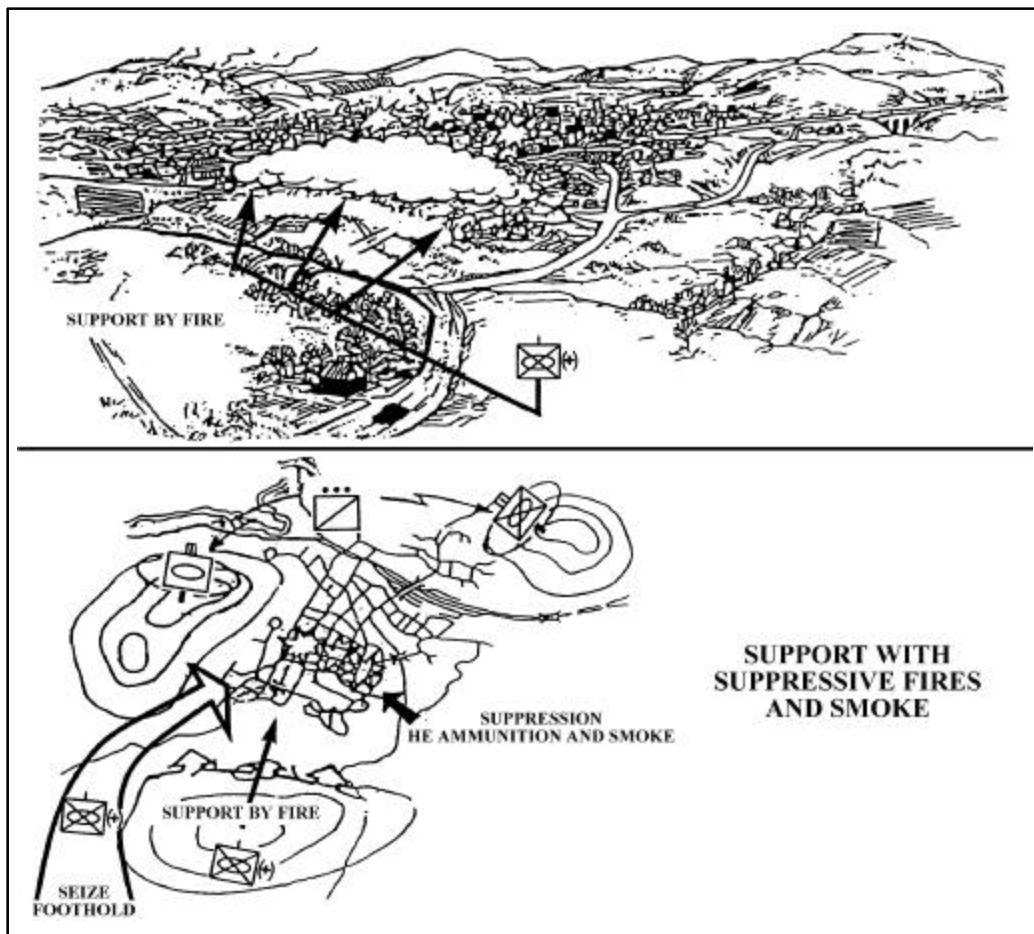 SUPPORT BY FIRE
(+)
SUPPORT WITH
SUPPRESSIVE FIRES
AND SMOKE
SUPPRESSION
HE AMMUNITION AND SMOKE
SUPPORT BY FIRE
(+)
(+)
SEIZE
FOOTHOLD